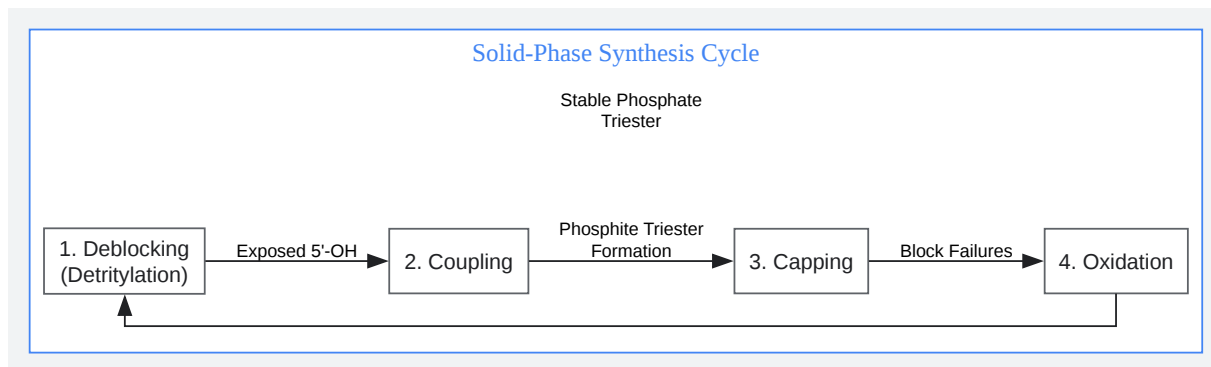 Solid-Phase Synthesis Cycle
Stable Phosphate
Triester
1. Deblocking
(Detritylation)
Exposed 5'-OH
2. Coupling
Phosphite Triester
Formation
3. Capping
Block Failures
4. Oxidation